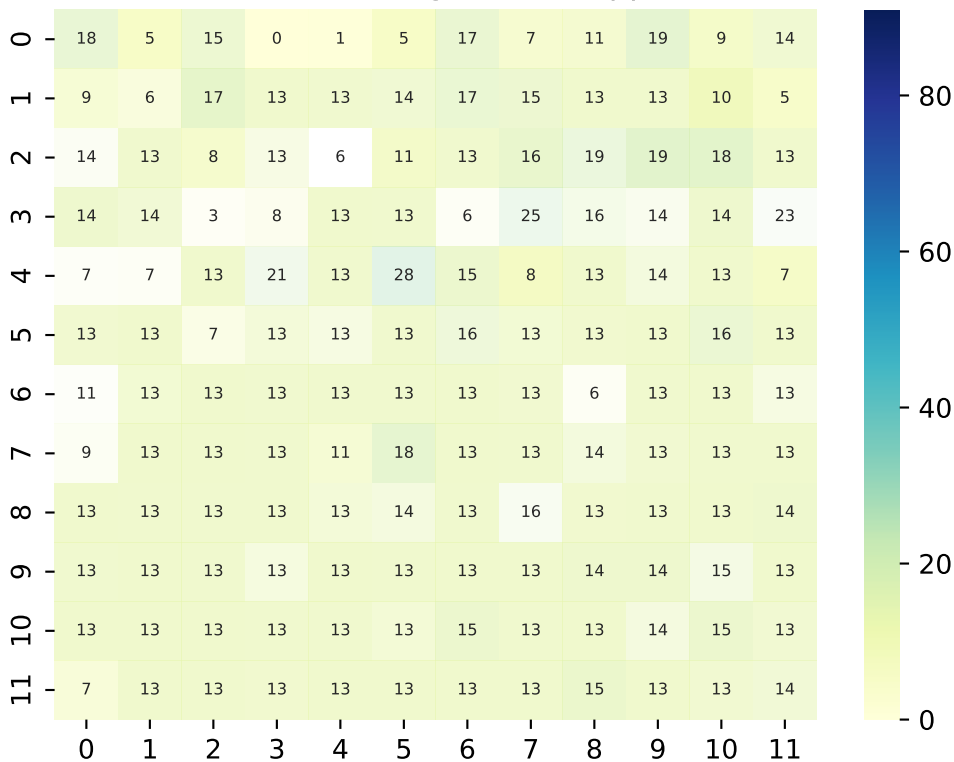 0 18 5 15 0 1 5 17 7 11 19 9 14
1 9 6 17 13 13 14 17 15 13 13 10 5
2 14 13 8 13 6 11 13 16 19 19 18 13
3 14 14 3 8 13 13 6 25 16 14 14 23
4 7 7 13 21 13 28 15 8 13 14 13 7
5 13 13 7 13 13 13 16 13 13 13 16 13
6 11 13 13 13 13 13 13 13 6 13 13 13
7 9 13 13 13 11 18 13 13 14 13 13 13
8 13 13 13 13 13 14 13 16 13 13 13 14
9 13 13 13 13 13 13 13 13 14 14 15 13
10 13 13 13 13 13 13 15 13 13 14 15 13
11 7 13 13 13 13 13 13 13 15 13 13 14
0 1 2 3 4 5 6 7 8 9 10 11
80
60
40
20
0